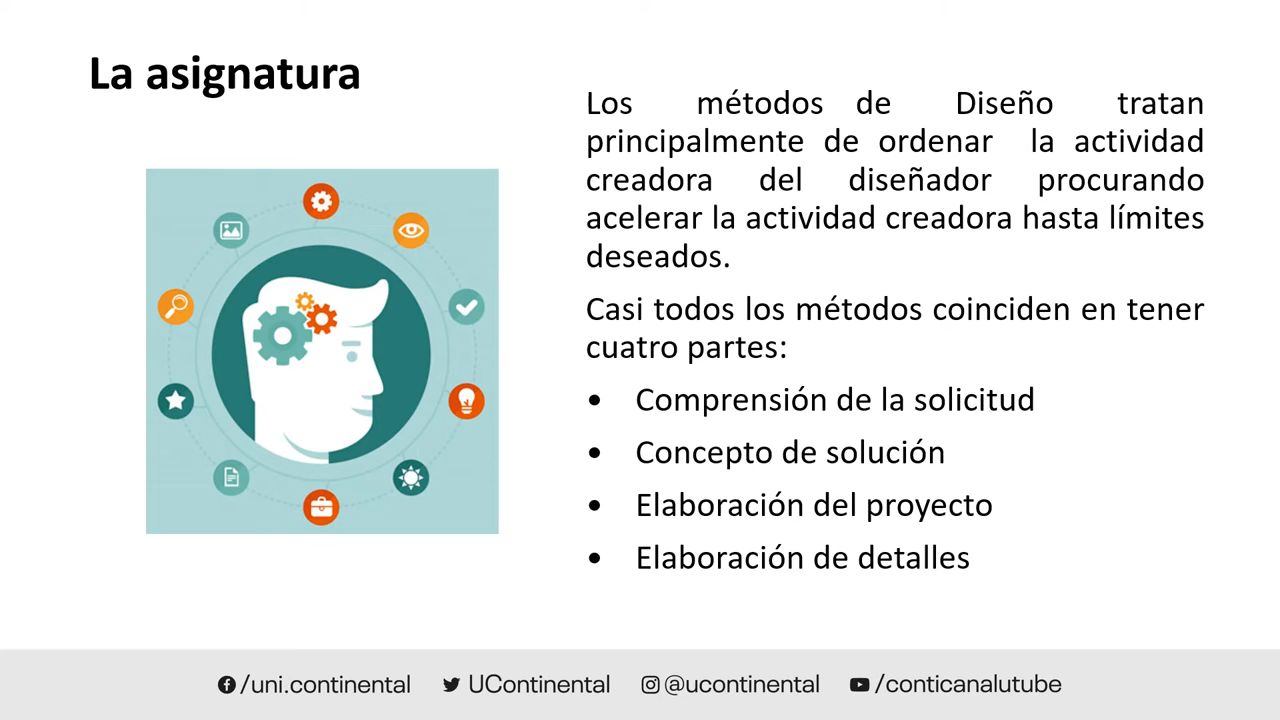 La asignatura
Los métodos de Diseño tratan
principalmente de ordenar la actividad
creadora del diseñador procurando
acelerar la actividad creadora hasta límites
deseados.
Casi todos los métodos coinciden en tener
cuatro partes:
• Comprensión de la solicitud
• Concepto de solución
• Elaboración del proyecto
• Elaboración de detalles
/uni.continental UContinental @ucontinental /conticanalutube